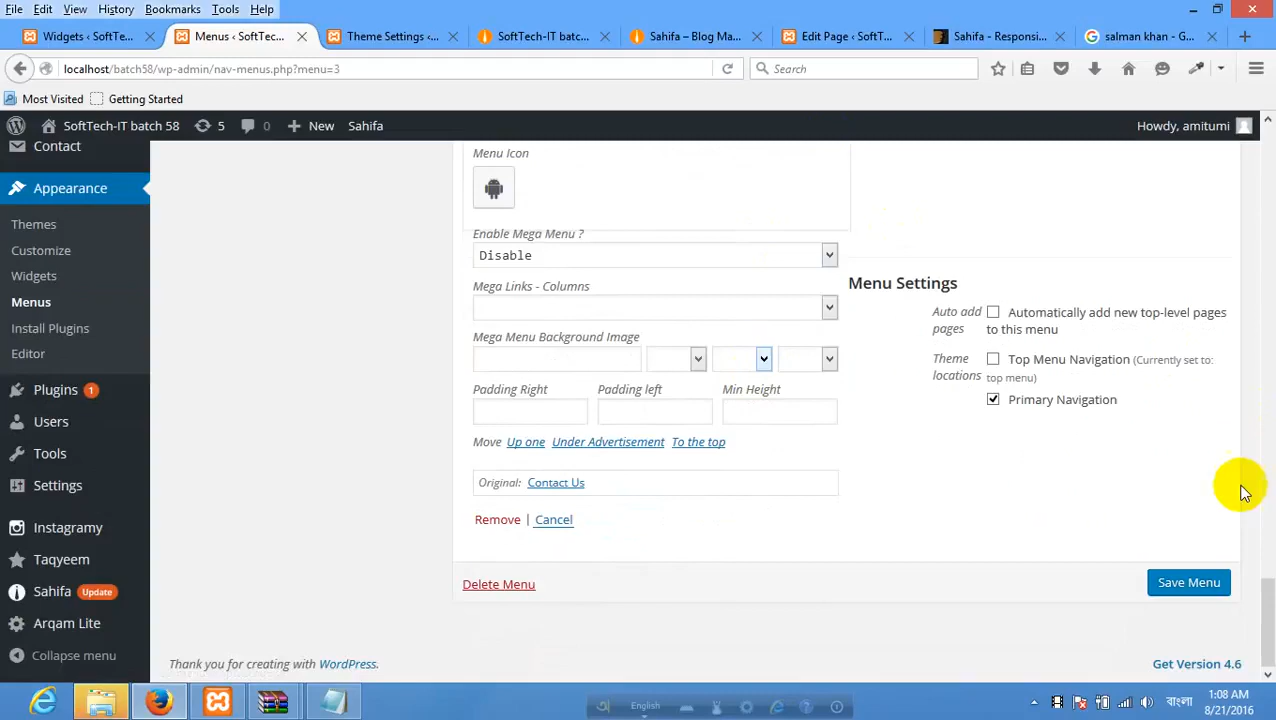 File Edit View History Bookmarks Tools Help
Widgets < SoftTe... Menus < SoftTec... Theme Settings <... SoftTech-IT batc... Sahifa – Blog Ma... Edit Page < SoftT... Sahifa - Responsi... salman khan - G...
localhost/batch58/wp-admin/nav-menus.php?menu=3 Search
Most Visited Getting Started
SoftTech-IT batch 58 5 0 New Sahifa Howdy, amitumi
Contact
Appearance
Themes
Customize
Widgets
Menus
Install Plugins
Editor
Plugins 1
Users
Tools
Settings
Instagramy
Taqyeem
Sahifa Update
Arqam Lite
Collapse menu
Menu Icon
Enable Mega Menu ?
Disable
Mega Links - Columns
Mega Menu Background Image
Padding Right Padding left Min Height
Move Up one Under Advertisement To the top
Original: Contact Us
Remove | Cancel
Menu Settings
Auto add pages
Automatically add new top-level pages
to this menu
Theme locations
Top Menu Navigation (Currently set to:
top menu)
Primary Navigation
Delete Menu Save Menu
Thank you for creating with WordPress. Get Version 4.6
English
বাংলা
1:08 AM
8/21/2016